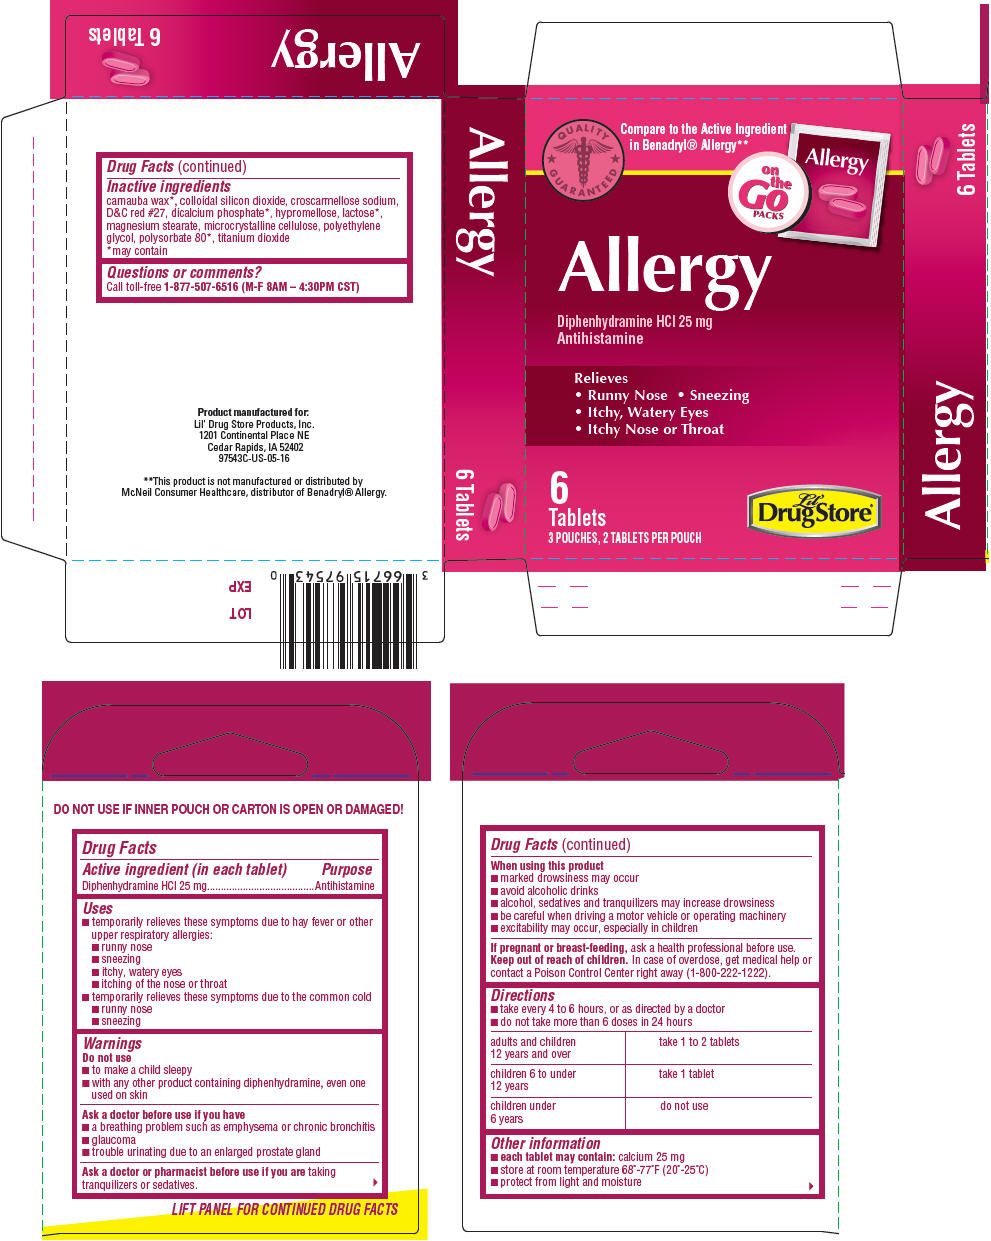 Allergy
6 Tablets
Drug Facts (continued)
Inactive ingredients
carnauba wax*, colloidal silicon dioxide, croscarmellose sodium,
D&C red #27, dicalcium phosphate*, hypromellose, lactose*,
magnesium stearate, microcrystalline cellulose, polyethylene
glycol, polysorbate 80*, titanium dioxide
*may contain
Questions or comments?
Call toll-free 1-877-507-6516 (M-F 8AM – 4:30PM CST)
Product manufactured for:
Lil' Drug Store Products, Inc.
1201 Continental Place NE
Cedar Rapids, IA 52402
97543C-US-05-16
**This product is not manufactured or distributed by
McNeil Consumer Healthcare, distributor of Benadryl® Allergy.
LOT
EXP
3 66715 97543 0
Allergy
6 Tablets
QUALITY
GUARANTEED
Compare to the Active Ingredient
in Benadryl® Allergy**
on
the
GO
PACKS
Allergy
Allergy
Diphenhydramine HCl 25 mg
Antihistamine
Relieves
• Runny Nose • Sneezing
• Itchy, Watery Eyes
• Itchy Nose or Throat
6
Tablets
3 POUCHES, 2 TABLETS PER POUCH
Lil'
DrugStore®
6 Tablets
Allergy
DO NOT USE IF INNER POUCH OR CARTON IS OPEN OR DAMAGED!
Drug Facts
Active ingredient (in each tablet) Purpose
Diphenhydramine HCl 25 mg.....................................Antihistamine
Uses
■ temporarily relieves these symptoms due to hay fever or other
upper respiratory allergies:
■ runny nose
■ sneezing
■ itchy, watery eyes
■ itching of the nose or throat
■ temporarily relieves these symptoms due to the common cold
■ runny nose
■ sneezing
Warnings
Do not use
■ to make a child sleepy
■ with any other product containing diphenhydramine, even one
used on skin
Ask a doctor before use if you have
■ a breathing problem such as emphysema or chronic bronchitis
■ glaucoma
■ trouble urinating due to an enlarged prostate gland
Ask a doctor or pharmacist before use if you are taking
tranquilizers or sedatives.
LIFT PANEL FOR CONTINUED DRUG FACTS
Drug Facts (continued)
When using this product
■ marked drowsiness may occur
■ avoid alcoholic drinks
■ alcohol, sedatives and tranquilizers may increase drowsiness
■ be careful when driving a motor vehicle or operating machinery
■ excitability may occur, especially in children
If pregnant or breast-feeding, ask a health professional before use.
Keep out of reach of children. In case of overdose, get medical help or
contact a Poison Control Center right away (1-800-222-1222).
Directions
■ take every 4 to 6 hours, or as directed by a doctor
■ do not take more than 6 doses in 24 hours
adults and children take 1 to 2 tablets
12 years and over
children 6 to under take 1 tablet
12 years
children under do not use
6 years
Other information
■ each tablet may contain: calcium 25 mg
■ store at room temperature 68˚-77˚F (20˚-25˚C)
■ protect from light and moisture